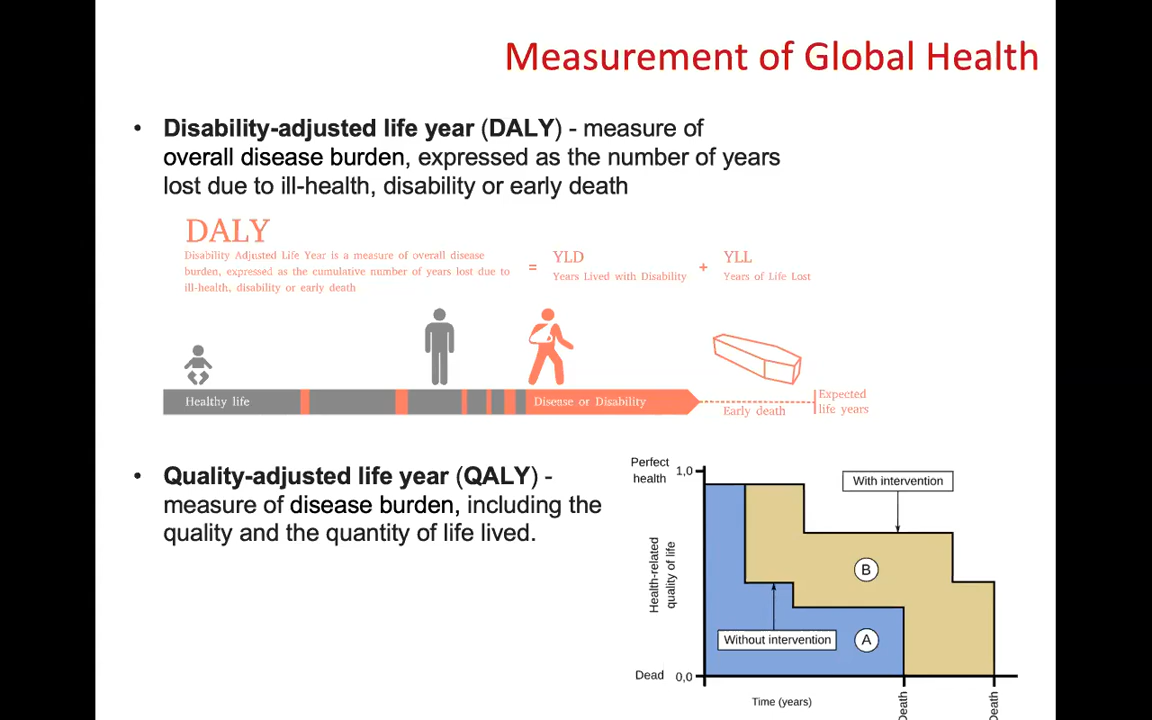 Measurement of Global Health
• Disability-adjusted life year (DALY) - measure of
overall disease burden, expressed as the number of years
lost due to ill-health, disability or early death
DALY
Disability Adjusted Life Year is a measure of overall disease
burden, expressed as the cumulative number of years lost due to
ill-health, disability or early death
=
YLD
Years Lived with Disability
+
YLL
Years of Life Lost
Healthy life
Disease or Disability
Early death
Expected
life years
• Quality-adjusted life year (QALY) -
measure of disease burden, including the
quality and the quantity of life lived.
Perfect
health
1,0
With intervention
Health-related
quality of life
B
Without intervention
A
Dead
0,0
Time (years)
Death
Death